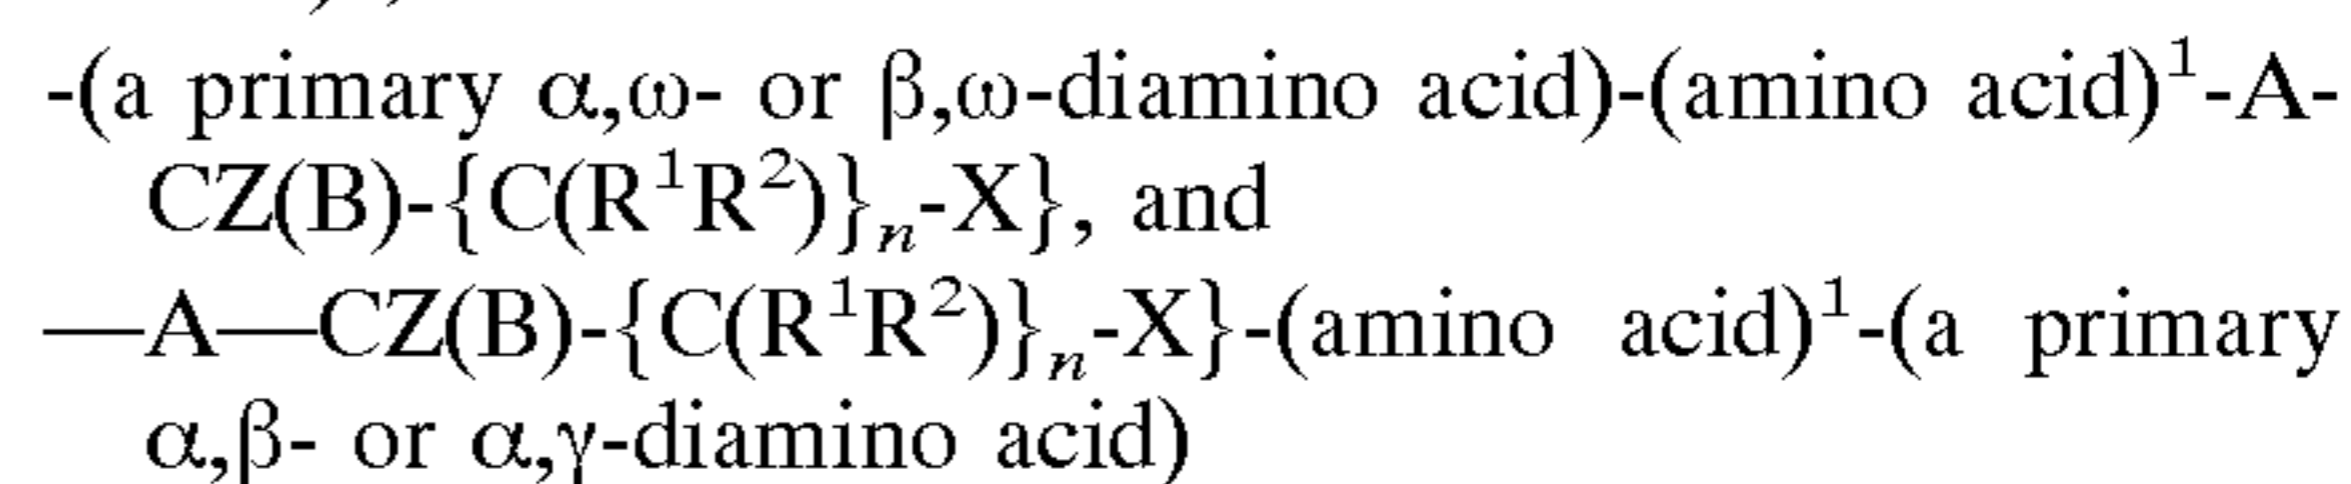 -(a primary α,ω- or β,ω-diamino acid)-(amino acid)¹-A-
CZ(B)-{C(R¹R²)}ₙ-X}, and
—A—CZ(B)-{C(R¹R²)}ₙ-X}-(amino acid)¹-(a primary
α,β- or α,γ-diamino acid)